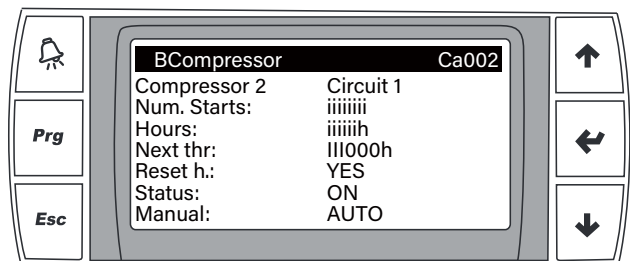 BCompressor Ca002
Compressor 2 Circuit 1
Num. Starts: iiiiiiii
Hours: iiiiiih
Next thr: III000h
Reset h.: YES
Status: ON
Manual: AUTO
Prg
Esc